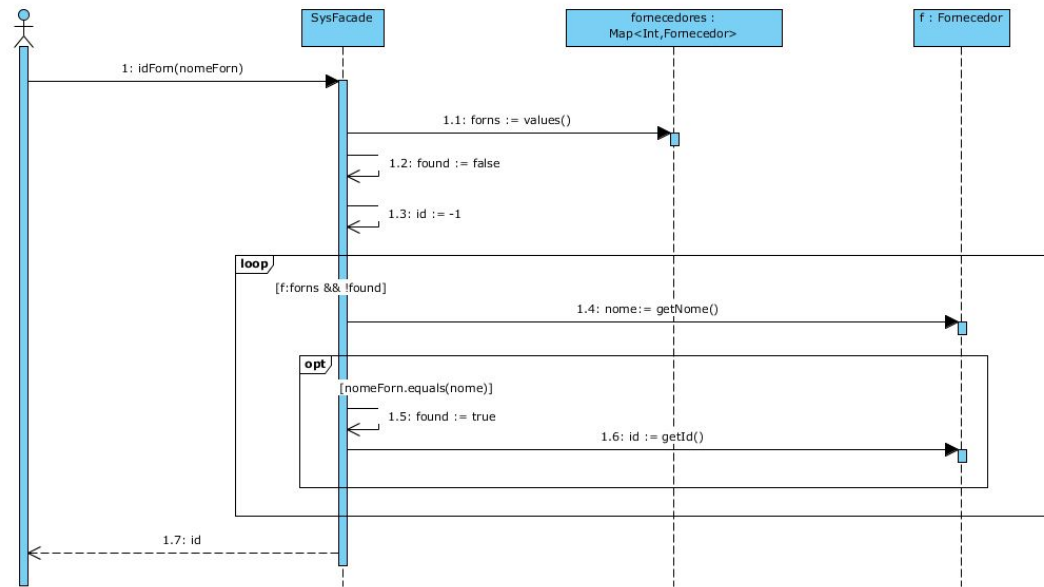 SysFacade
fornecedores :
Map<Int,Fornecedor>
f : Fornecedor
1: idForn(nomeForn)
1.1: forns := values()
1.2: found := false
1.3: id := -1
loop
[f:forns && !found]
1.4: nome:= getNome()
opt
[nomeForn.equals(nome)]
1.5: found := true
1.6: id := getId()
1.7: id